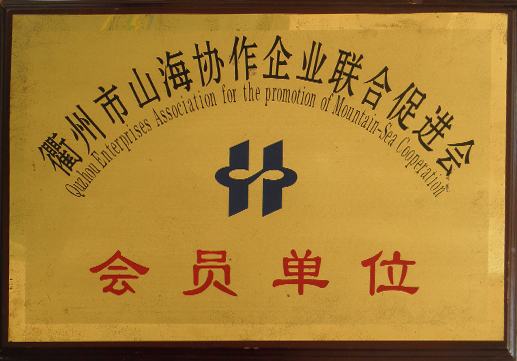 衢州市山海协作企业联合促进会
Quzhou Enterprises Association for the promotion of Mountain-Sea Cooperation
会员单位